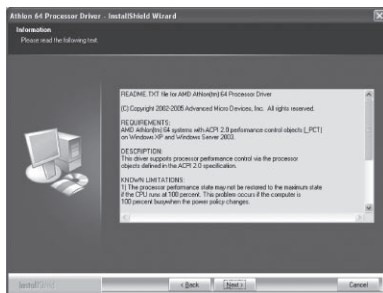 Athlon 64 Processor Driver - InstallShield Wizard
Information
Please read the following text.
README.TXT file for AMD Athlon(tm) 64 Processor Driver
(C) Copyright 2002-2005 Advanced Micro Devices, Inc. All rights reserved.
REQUIREMENTS:
AMD Athlon(tm) 64 systems with ACPI 2.0 performance control objects (_PCT)
on Windows XP and Windows Server 2003.
DESCRIPTION:
This driver supports processor performance control via the processor
objects defined in the ACPI 2.0 specification.
KNOWN LIMITATIONS:
1) The processor performance state may not be restored to the maximum state
if the CPU runs at 100 percent. This problem occurs if the computer is
100 percent busy when the power policy changes.
InstallShield
< Back
Next >
Cancel